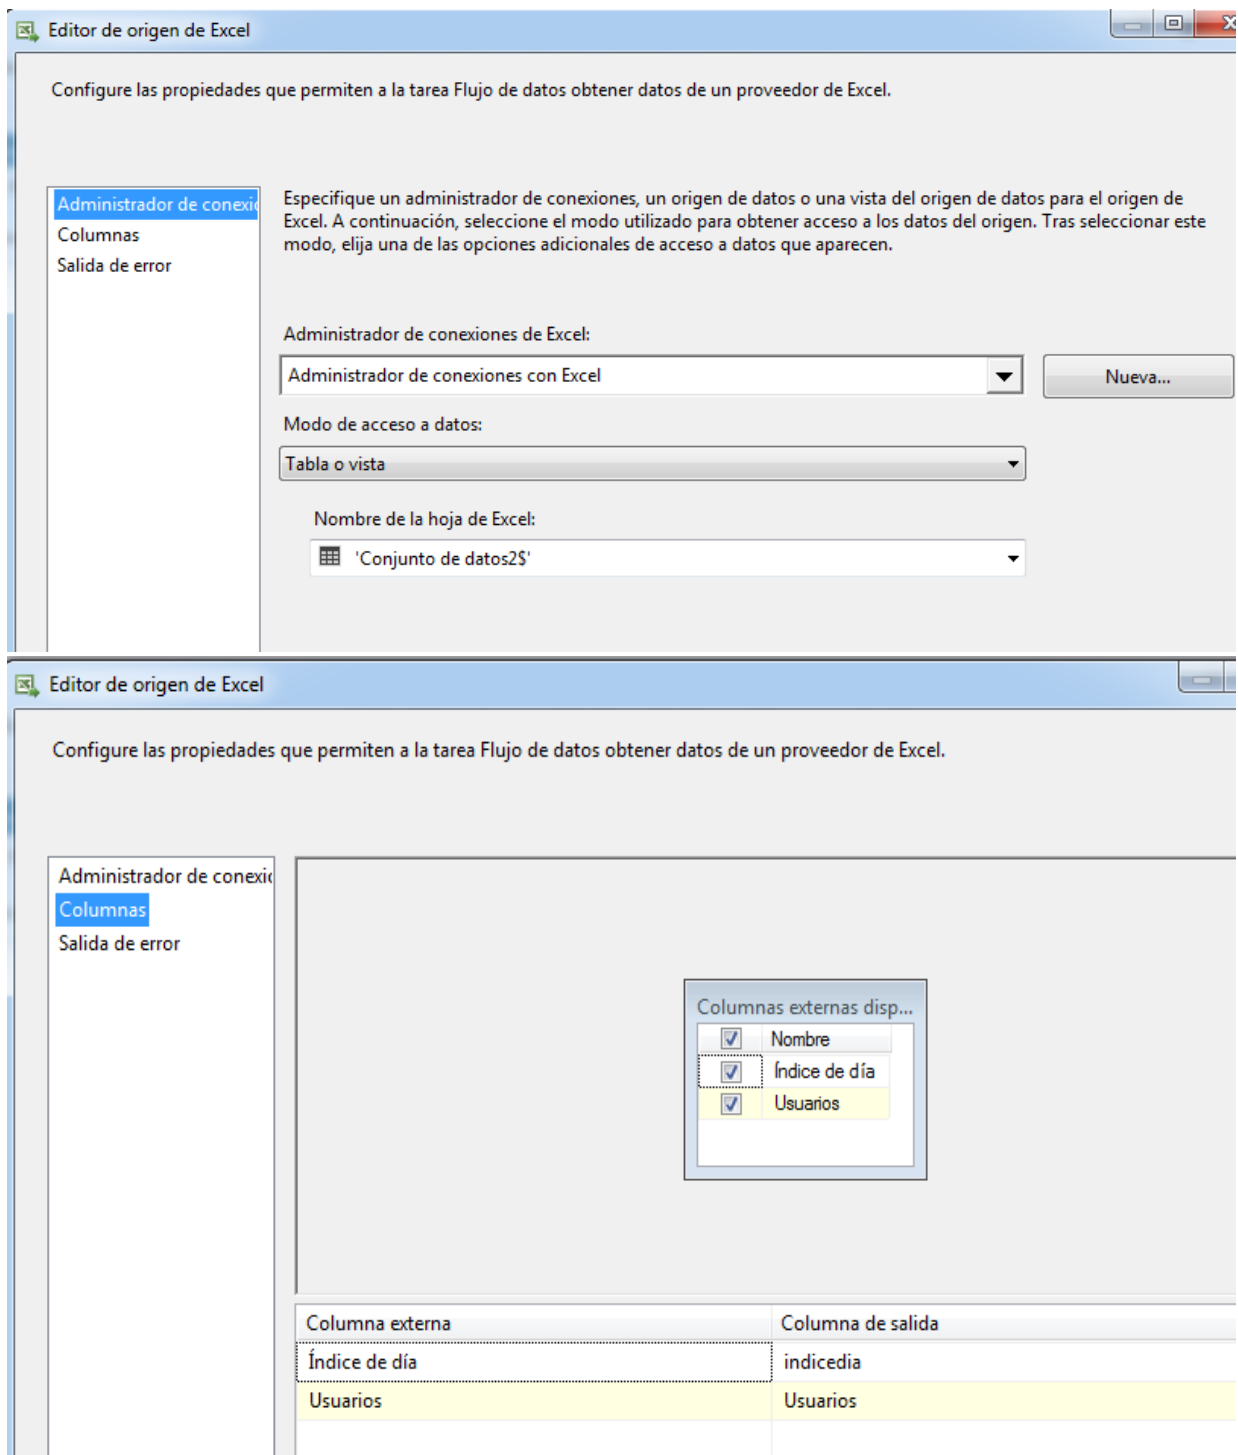 Editor de origen de Excel
Configure las propiedades que permiten a la tarea Flujo de datos obtener datos de un proveedor de Excel.
Administrador de conexic
Columnas
Salida de error
Especifique un administrador de conexiones, un origen de datos o una vista del origen de datos para el origen de
Excel. A continuación, seleccione el modo utilizado para obtener acceso a los datos del origen. Tras seleccionar este
modo, elija una de las opciones adicionales de acceso a datos que aparecen.
Administrador de conexiones de Excel:
Administrador de conexiones con Excel
Nueva...
Modo de acceso a datos:
Tabla o vista
Nombre de la hoja de Excel:
'Conjunto de datos2$'
Editor de origen de Excel
Configure las propiedades que permiten a la tarea Flujo de datos obtener datos de un proveedor de Excel.
Administrador de conexic
Columnas
Salida de error
Columnas externas disp...
Nombre
Índice de día
Usuarios
Columna externa Columna de salida
Índice de día indicedia
Usuarios Usuarios